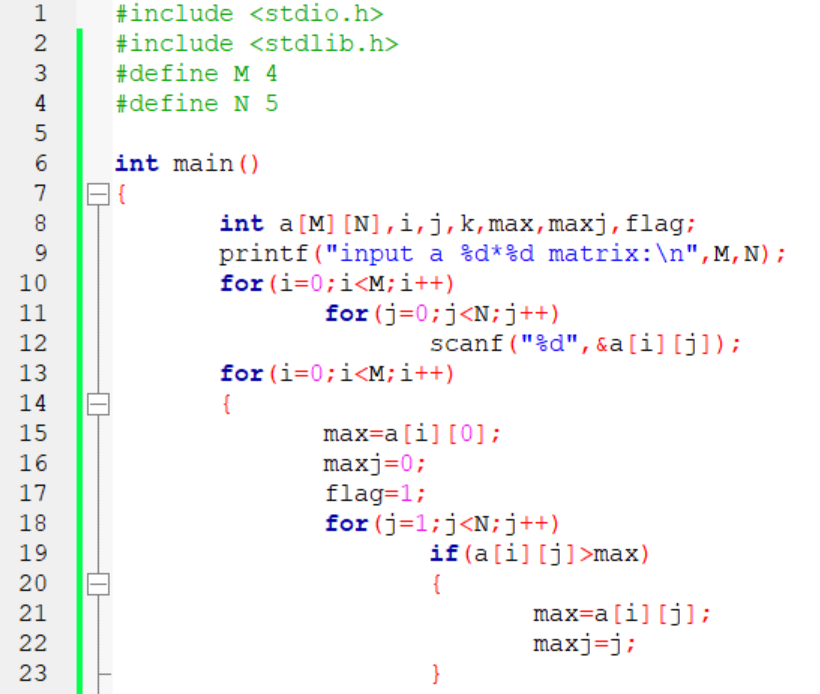 1 #include <stdio.h>
2 #include <stdlib.h>
3 #define M 4
4 #define N 5
5
6 int main()
7 {
8 int a[M][N],i,j,k,max,maxj,flag;
9 printf("input a %d*%d matrix:\n",M,N);
10 for(i=0;i<M;i++)
11 for(j=0;j<N;j++)
12 scanf("%d",&a[i][j]);
13 for(i=0;i<M;i++)
14 {
15 max=a[i][0];
16 maxj=0;
17 flag=1;
18 for(j=1;j<N;j++)
19 if(a[i][j]>max)
20 {
21 max=a[i][j];
22 maxj=j;
23 }